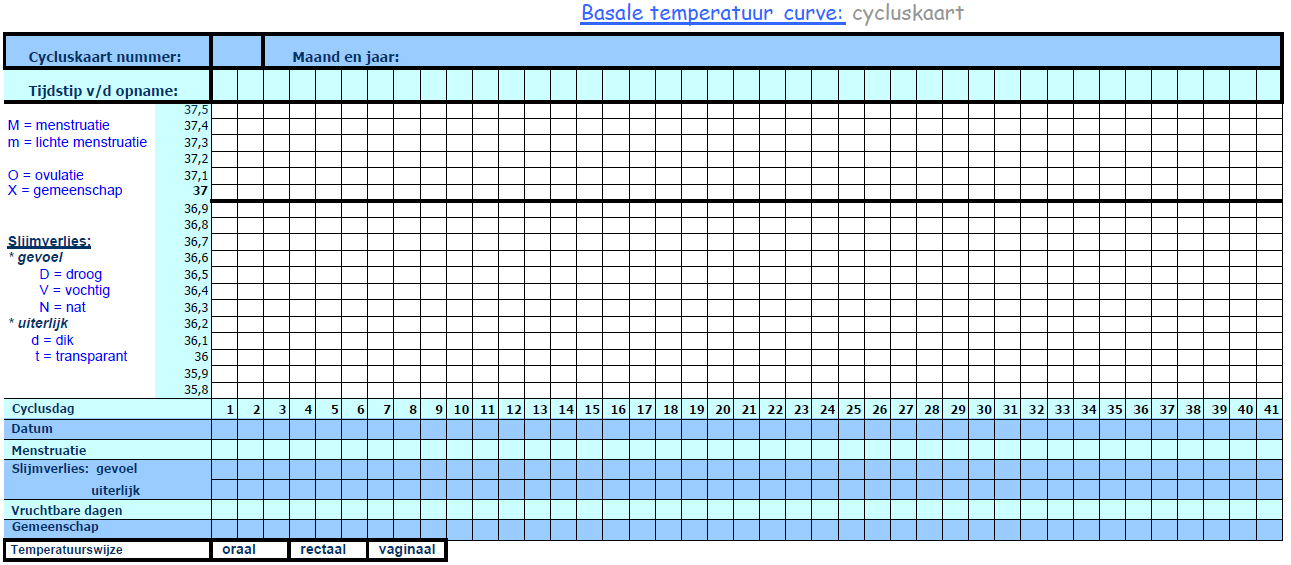 Basale temperatuur curve: cycluskaart
Cycluskaart nummer: Maand en jaar:
Tijdstip v/d opname:
37,5
M = menstruatie 37,4
m = lichte menstruatie 37,3
37,2
O = ovulatie 37,1
X = gemeenschap 37
36,9
36,8
Slijmverlies: 36,7
* gevoel 36,6
D = droog 36,5
V = vochtig 36,4
N = nat 36,3
* uiterlijk 36,2
d = dik 36,1
t = transparant 36
35,9
35,8
Cyclusdag 1 2 3 4 5 6 7 8 9 10 11 12 13 14 15 16 17 18 19 20 21 22 23 24 25 26 27 28 29 30 31 32 33 34 35 36 37 38 39 40 41
Datum
Menstruatie
Slijmverlies: gevoel
uiterlijk
Vruchtbare dagen
Gemeenschap
Temperatuurswijze oraal rectaal vaginaal